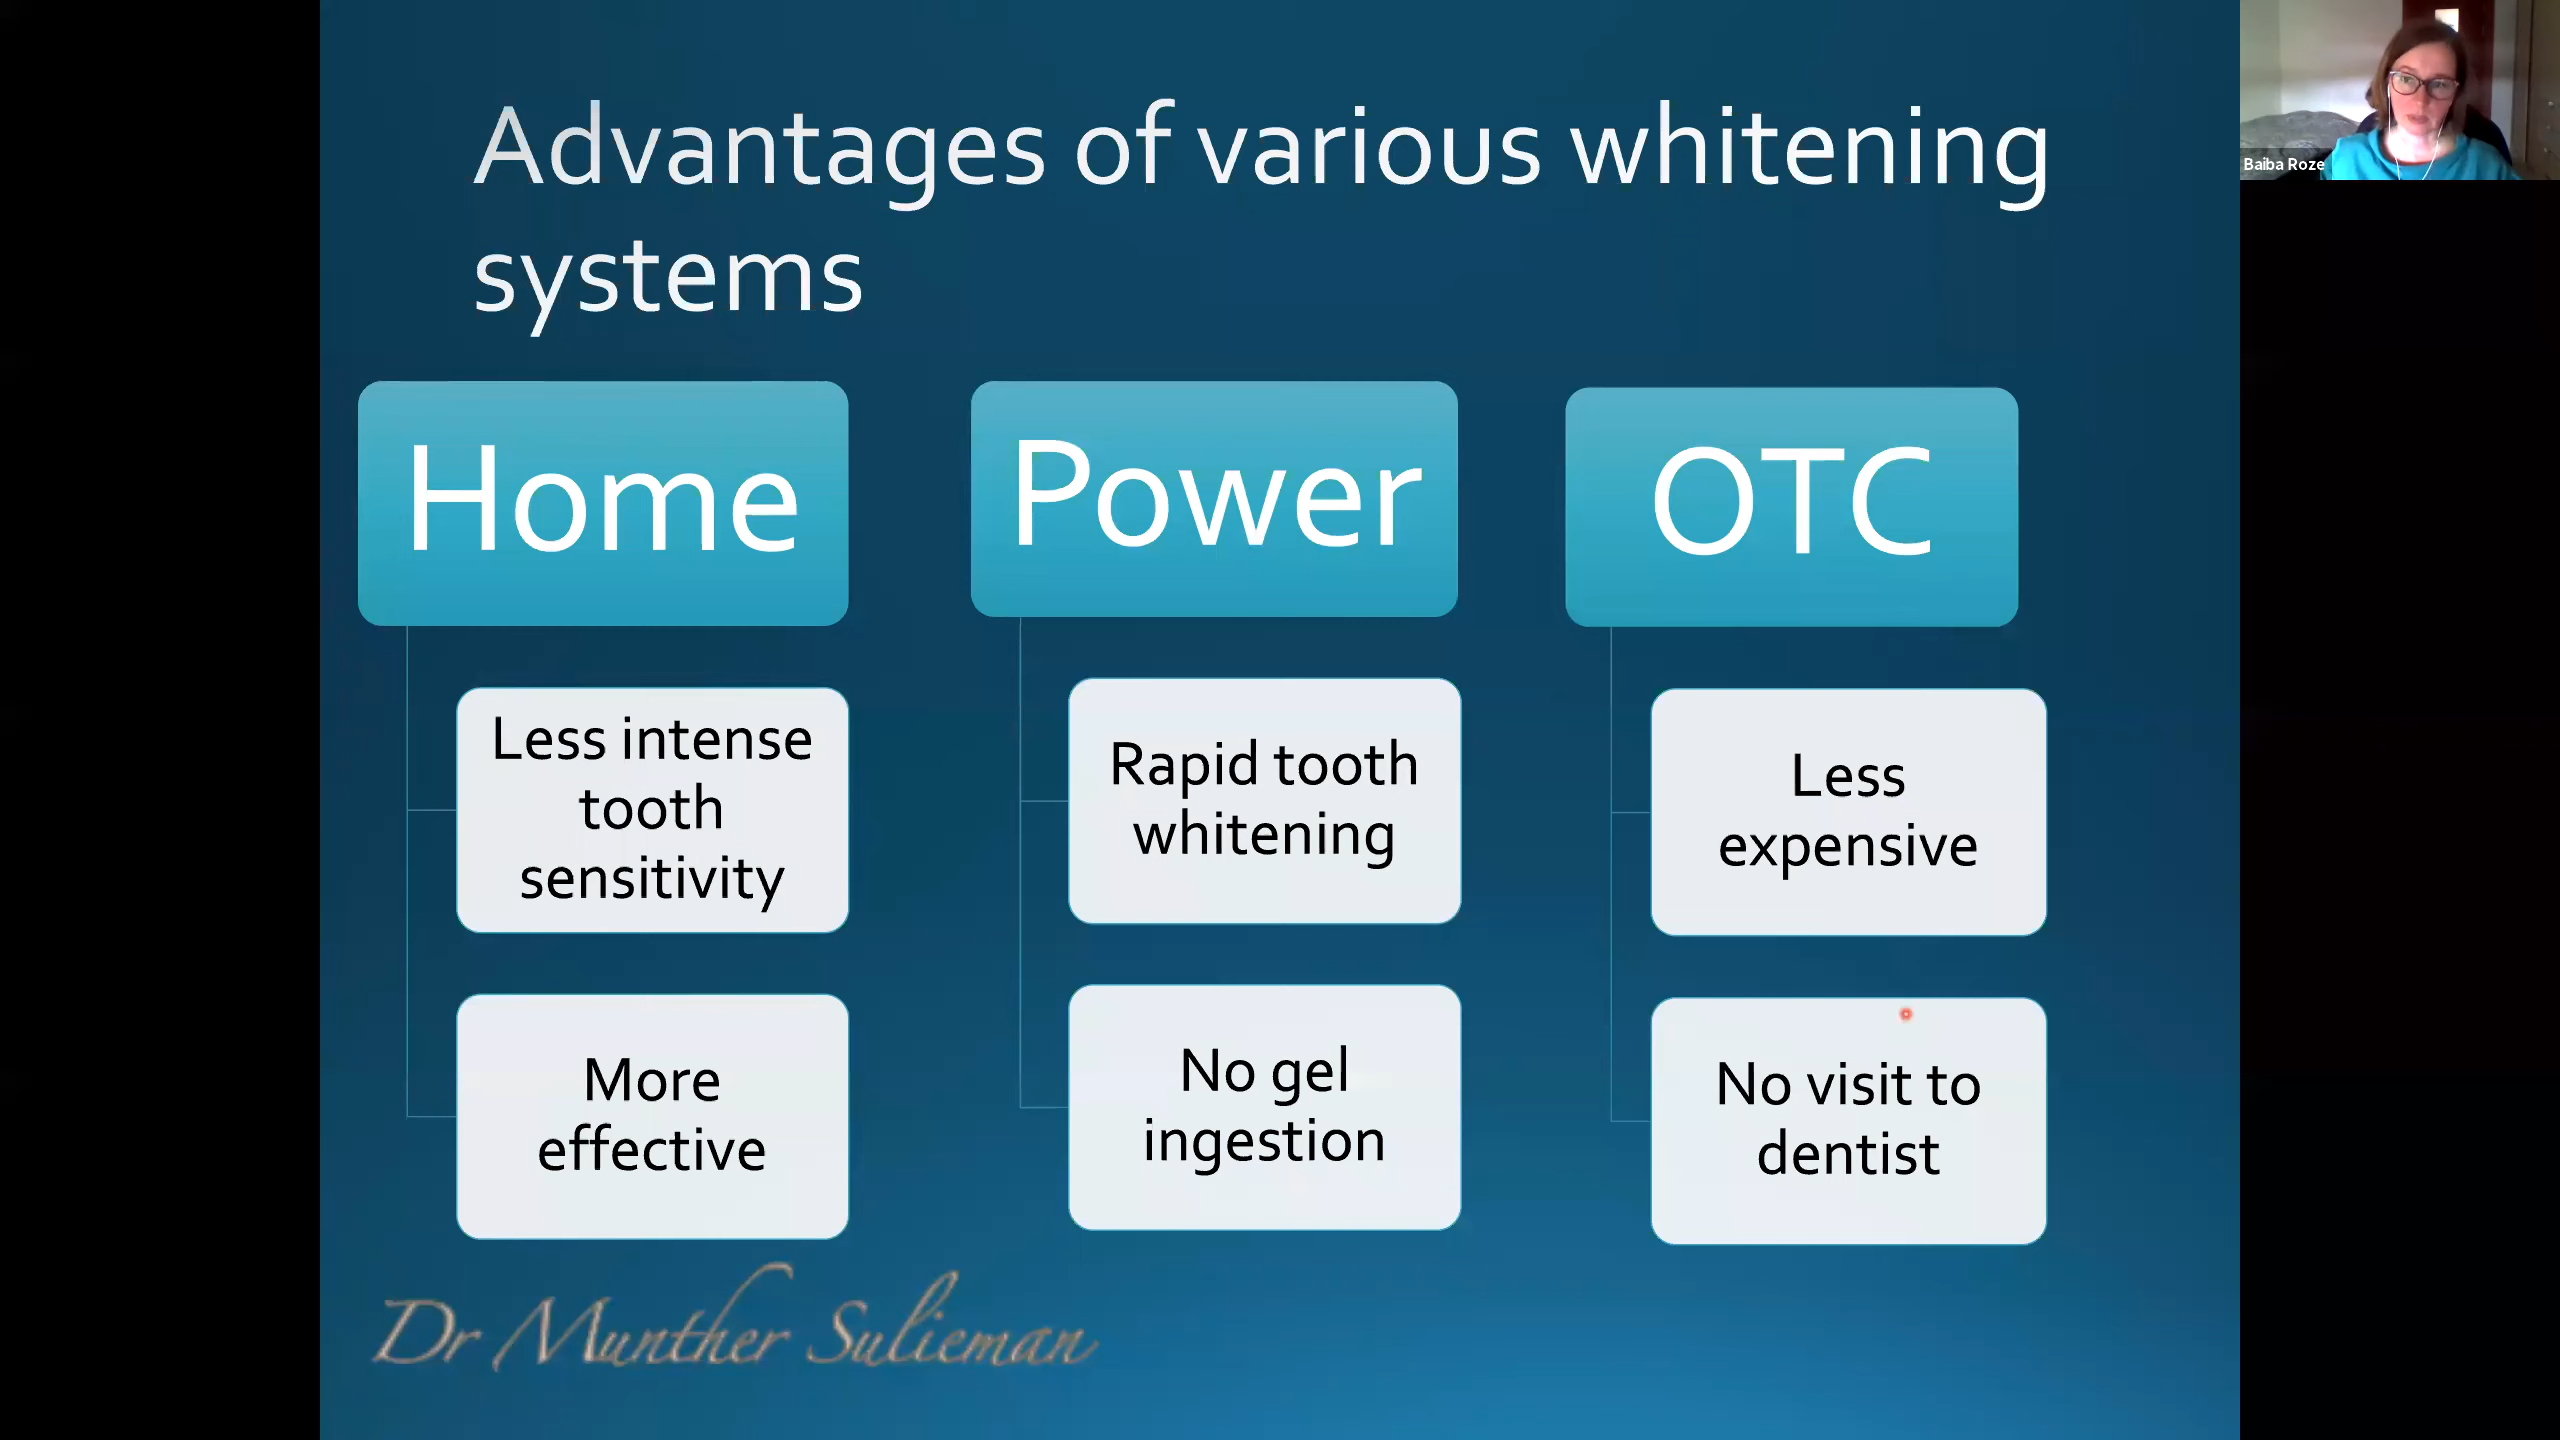 Advantages of various whitening
systems
Home
Less intense
tooth
sensitivity
More
effective
Power
Rapid tooth
whitening
No gel
ingestion
OTC
Less
expensive
No visit to
dentist
Dr Munther Sulieman
Baiba Roze